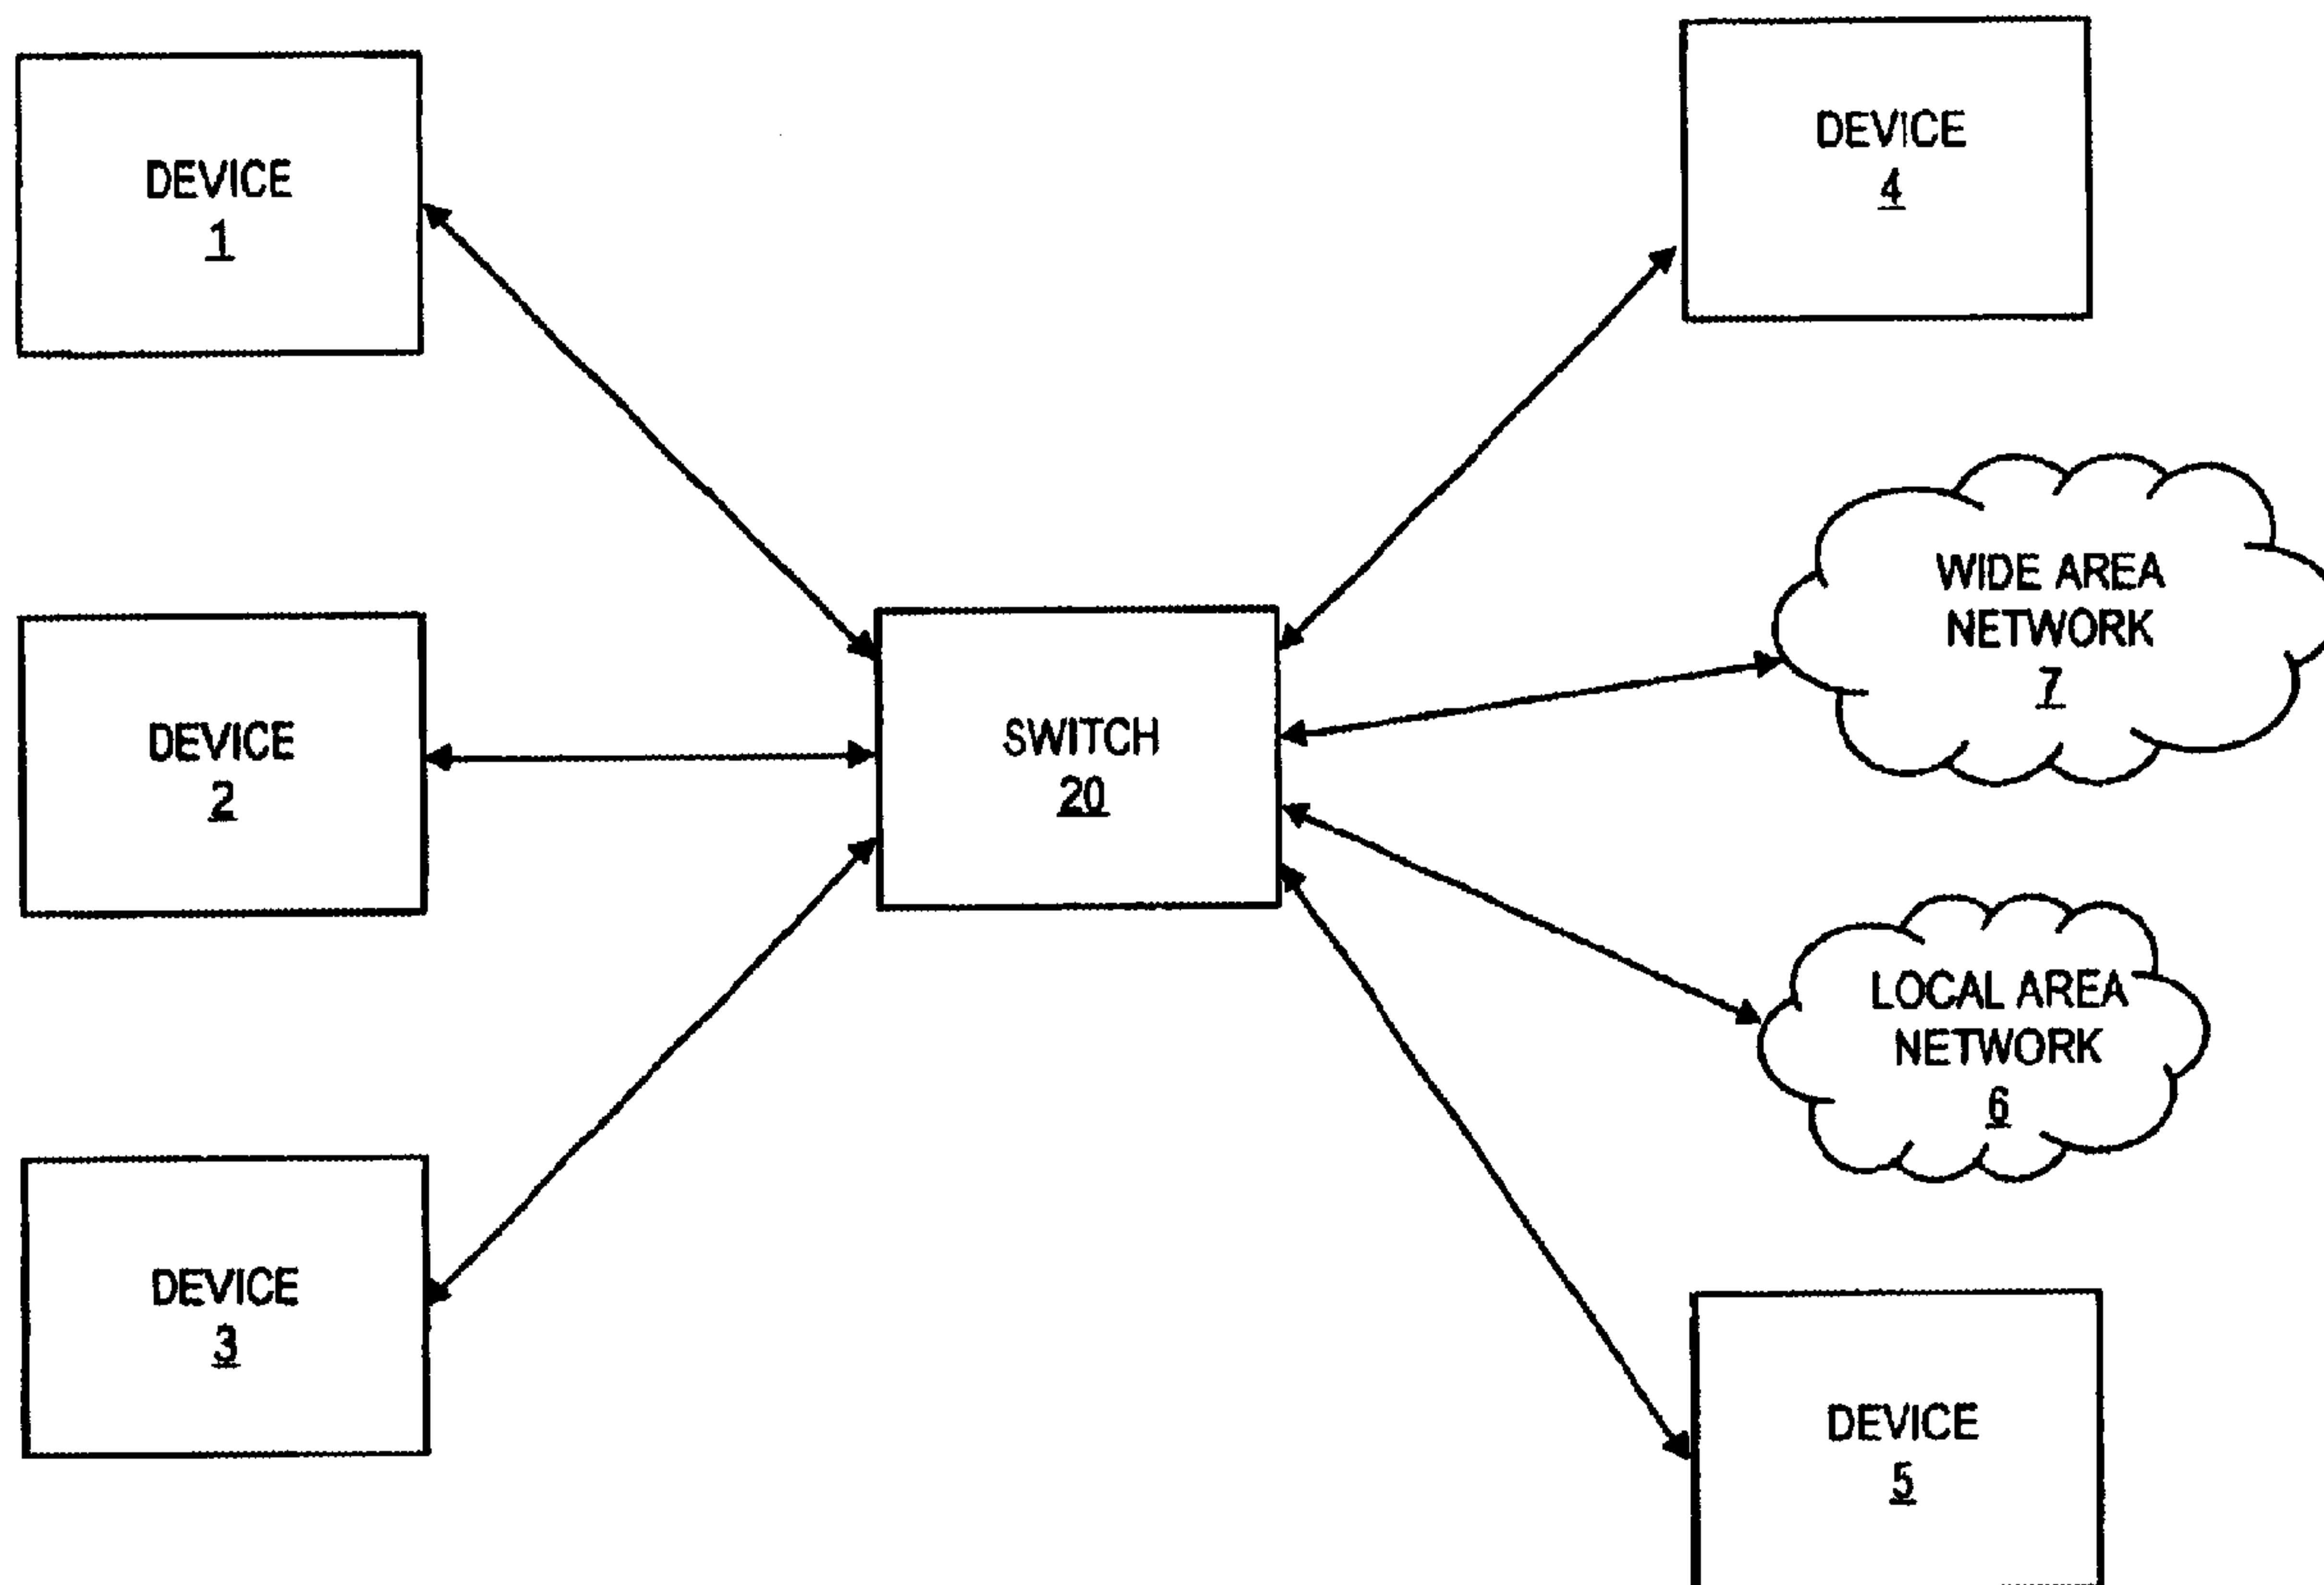 DEVICE
1
DEVICE
2
DEVICE
3
SWITCH
20
DEVICE
4
WIDE AREA
NETWORK
7
LOCAL AREA
NETWORK
6
DEVICE
5